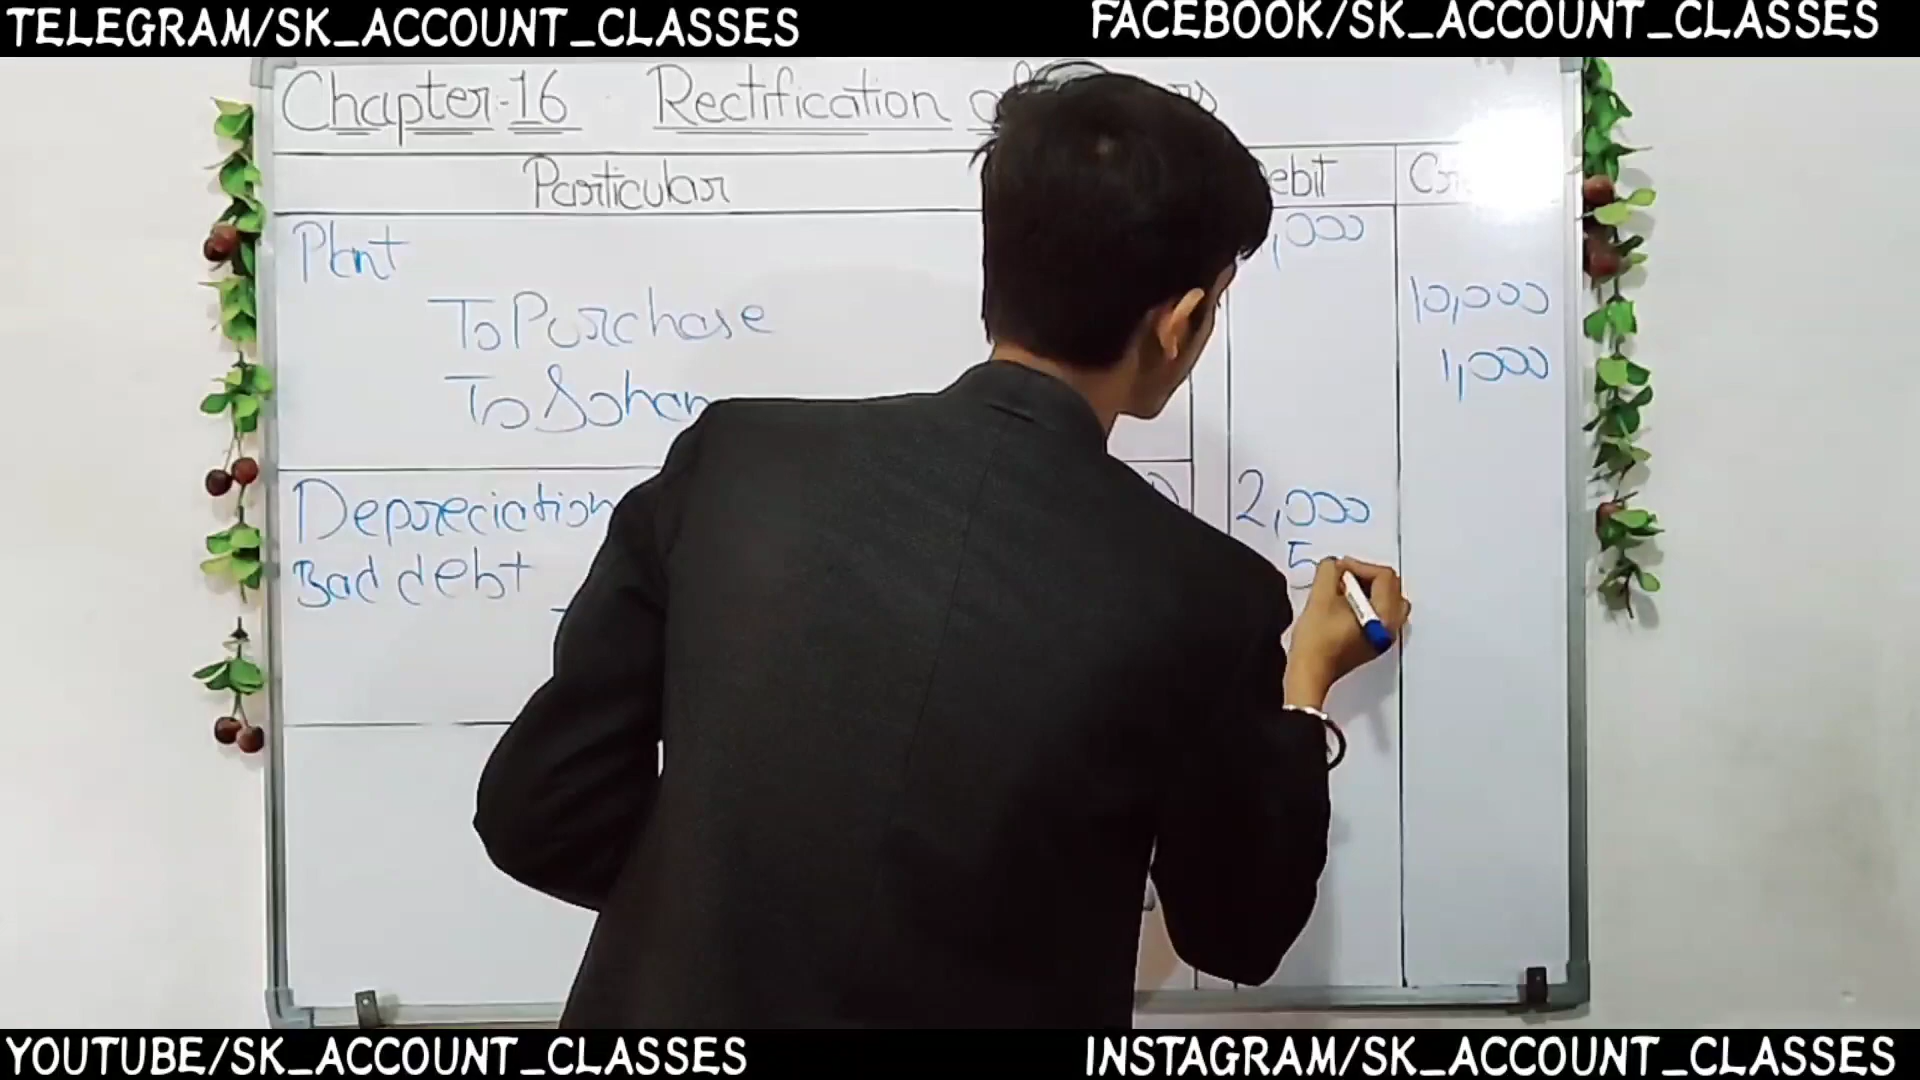 TELEGRAM/SK_ACCOUNT_CLASSES
FACEBOOK/SK_ACCOUNT_CLASSES
Chapter-16 Rectification
Particular
Plant ,000
To Purchase 10,000
To Sohan 1,000
Depreciation 2,000
Bad debt
YOUTUBE/SK_ACCOUNT_CLASSES
INSTAGRAM/SK_ACCOUNT_CLASSES